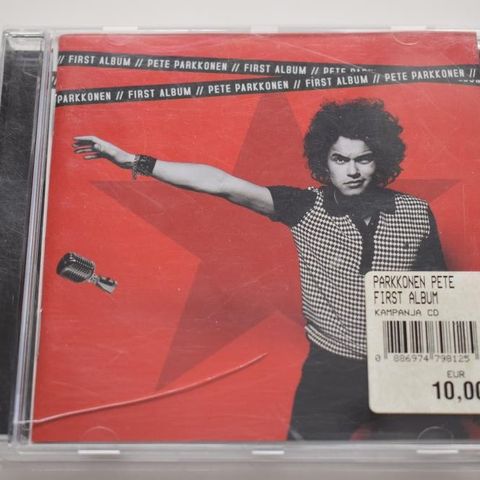 // FIRST ALBUM // PETE PARKKONEN // FIRST ALBUM // PETE PARKKONEN
PARKKONEN // FIRST ALBUM // PETE PARKKONEN // FIRST ALBUM // PETE PARKKONEN //
PARKKONEN PETE
FIRST ALBUM
KAMPANJA CD
0 886974 798125
EUR
10,00